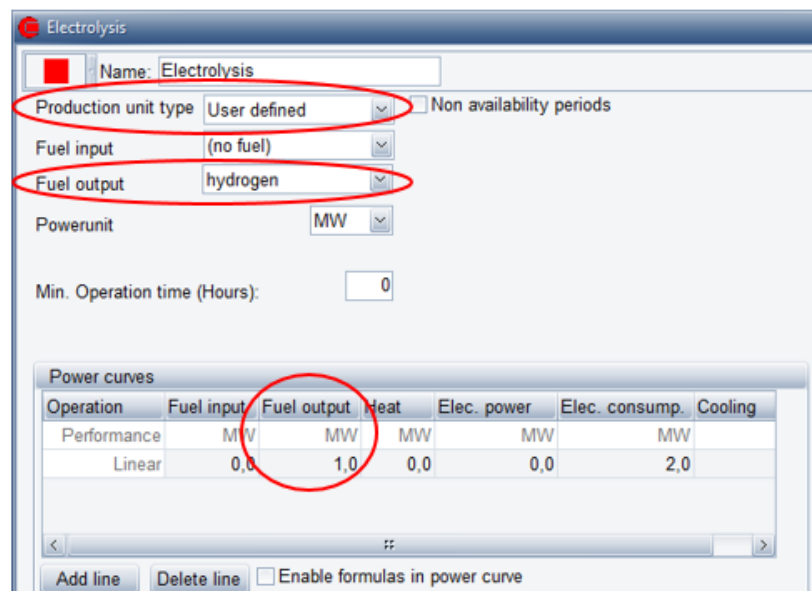 Electrolysis
Name: Electrolysis
Production unit type User defined Non availability periods
Fuel input (no fuel)
Fuel output hydrogen
Powerunit MW
Min. Operation time (Hours): 0
Power curves
Operation Fuel input Fuel output Heat Elec. power Elec. consump. Cooling
Performance MW MW MW MW MW
Linear 0,0 1,0 0,0 0,0 2,0
Add line Delete line Enable formulas in power curve